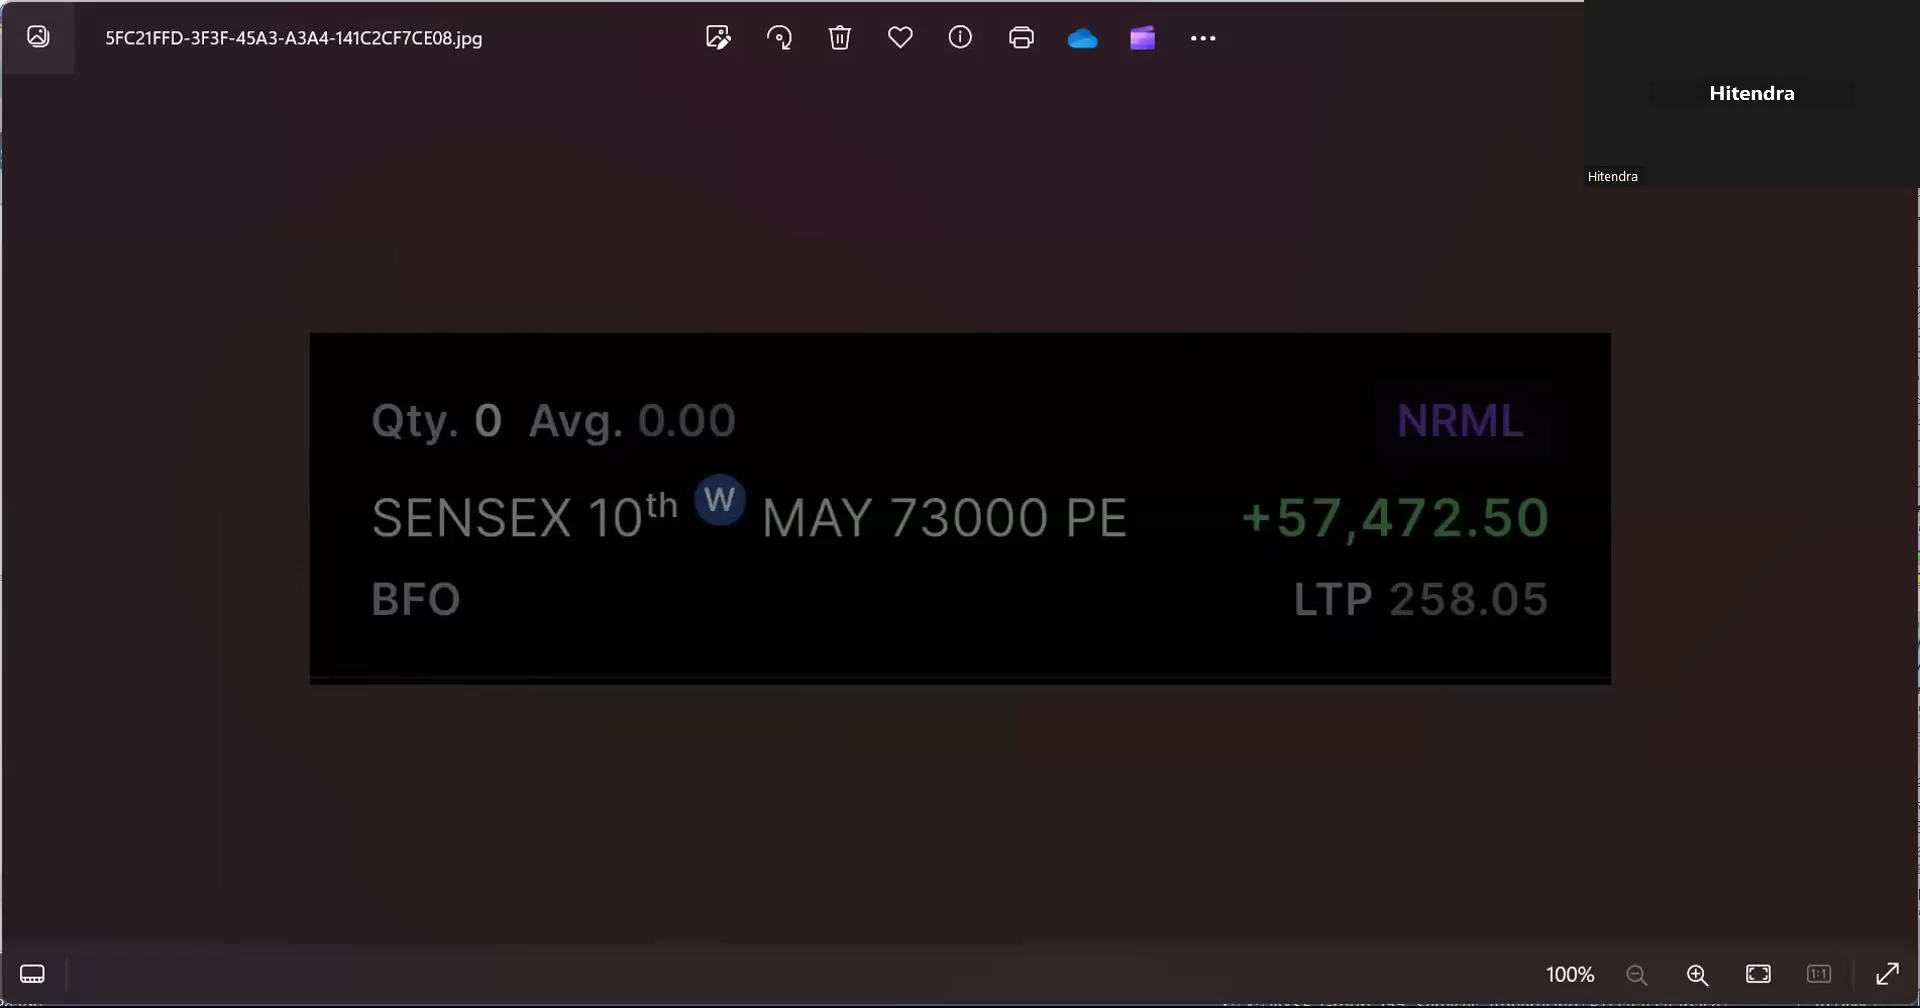 5FC21FFD-3F3F-45A3-A3A4-141C2CF7CE08.jpg
Hitendra
Hitendra
Qty. 0 Avg. 0.00 NRML
SENSEX 10th W MAY 73000 PE +57,472.50
BFO LTP 258.05
100% 1:1